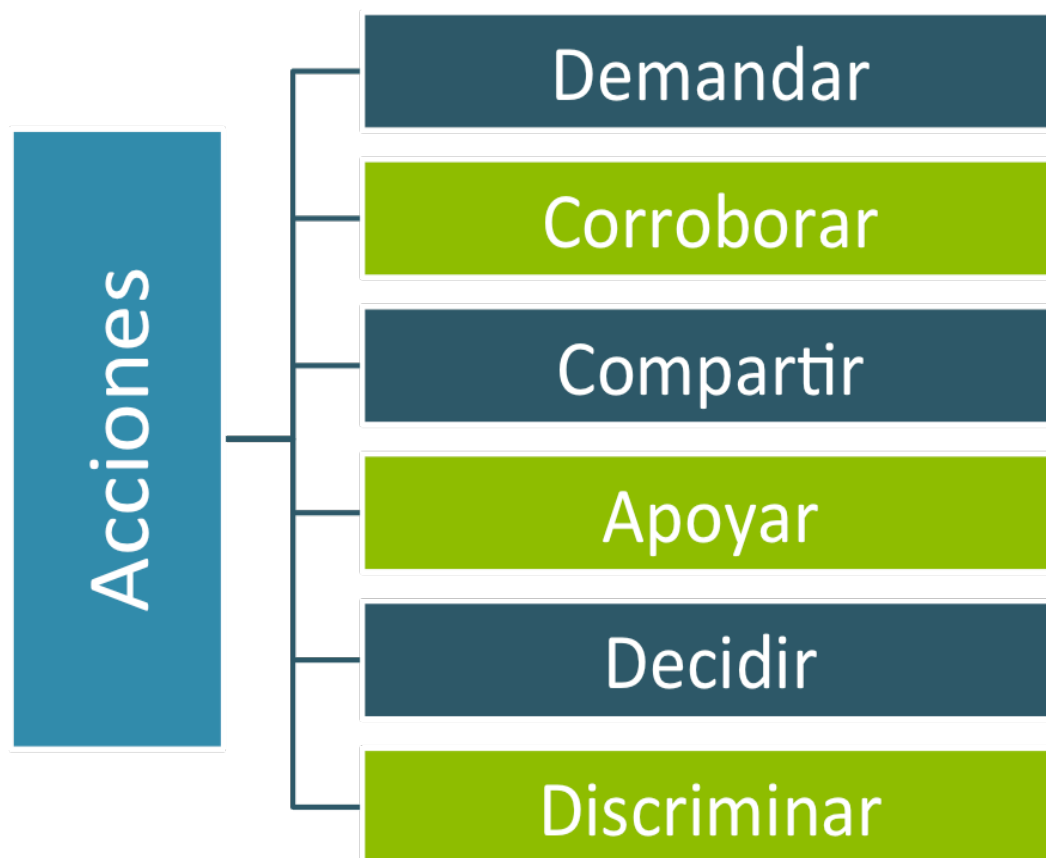 Acciones
Demandar
Corroborar
Compartir
Apoyar
Decidir
Discriminar